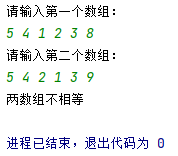 请输入第一个数组：
5 4 1 2 3 8
请输入第二个数组：
5 4 2 1 3 9
两数组不相等
进程已结束，退出代码为 0